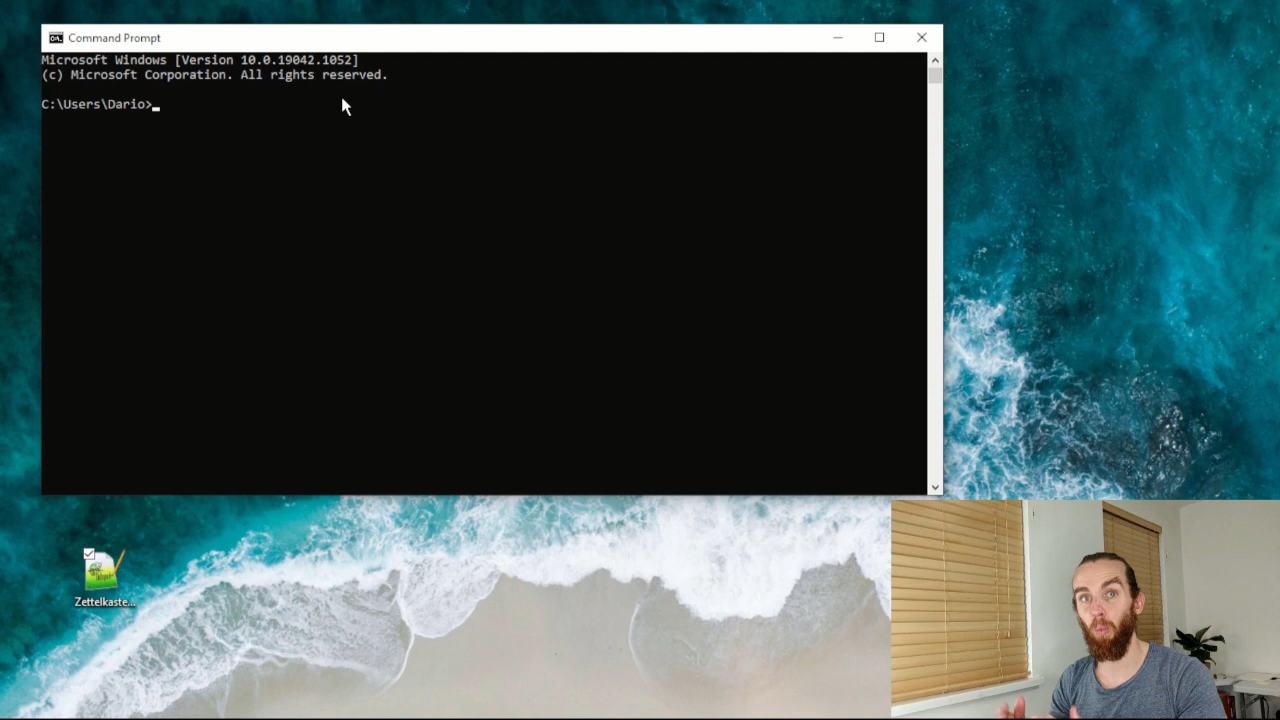 Command Prompt
Microsoft Windows [Version 10.0.19042.1052]
(c) Microsoft Corporation. All rights reserved.
C:\Users\Dario>
Zettelkaste...